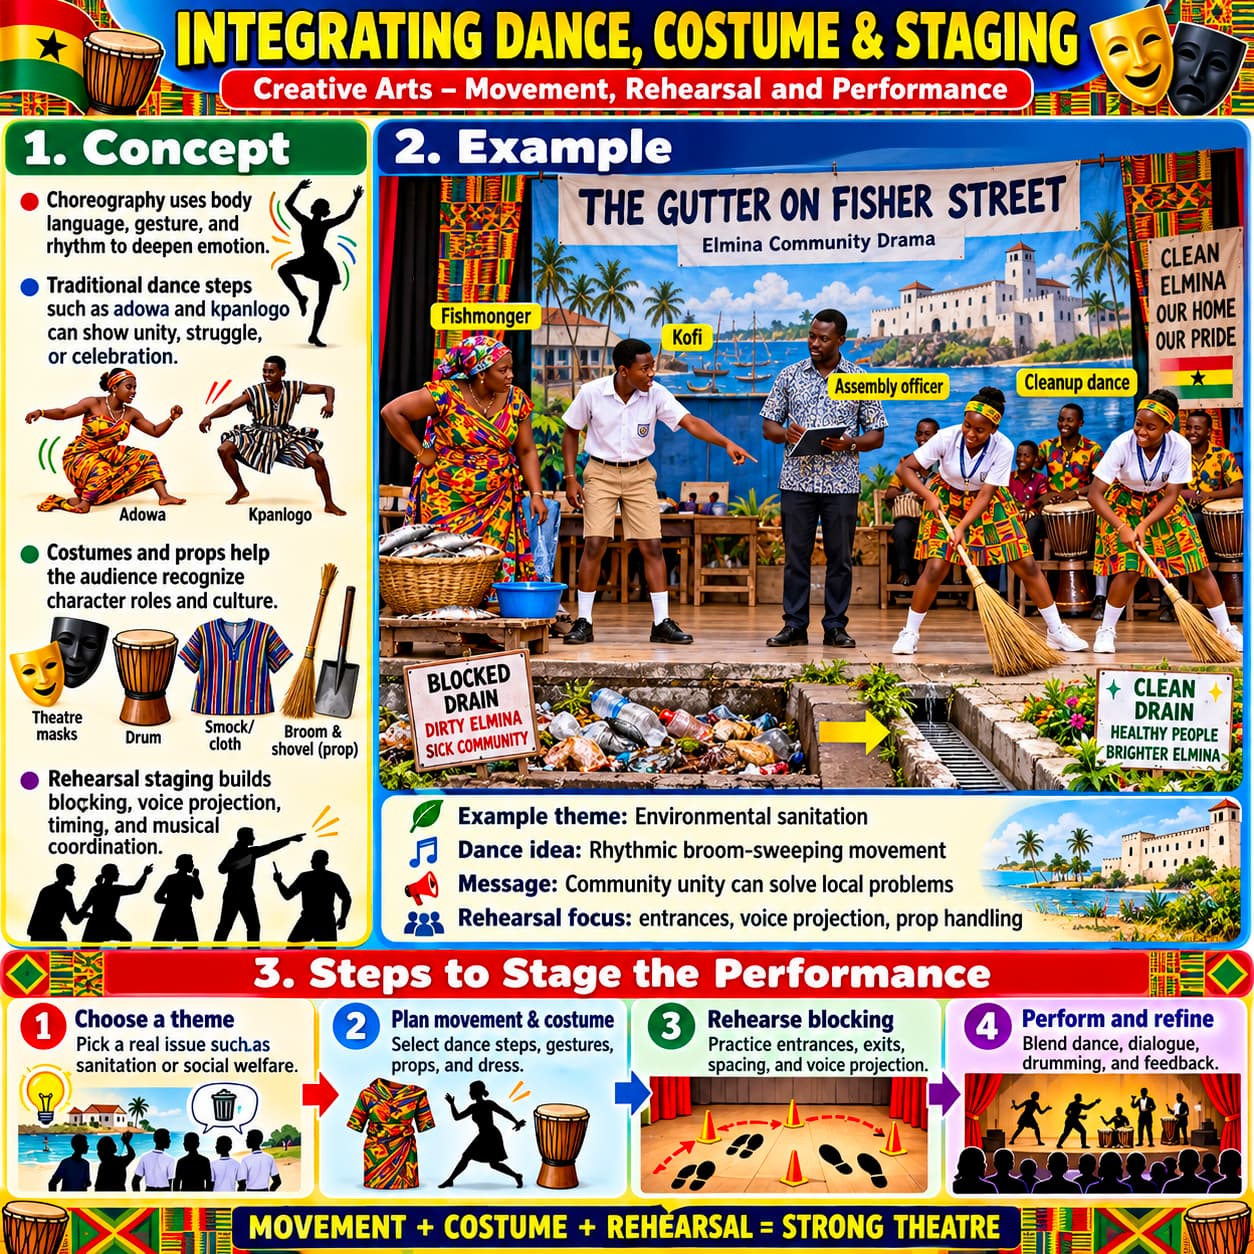 INTEGRATING DANCE, COSTUME & STAGING
Creative Arts – Movement, Rehearsal and Performance
1. Concept
Choreography uses body
language, gesture, and
rhythm to deepen emotion.
Traditional dance steps
such as adowa and kpanlogo
can show unity, struggle,
or celebration.
Adowa
Kpanlogo
Costumes and props help
the audience recognize
character roles and culture.
Theatre
masks
Drum
Smock/
cloth
Broom &
shovel (prop)
Rehearsal staging builds
blocking, voice projection,
timing, and musical
coordination.
2. Example
THE GUTTER ON FISHER STREET
Elmina Community Drama
CLEAN
ELMINA
OUR HOME
OUR PRIDE
Fishmonger
Kofi
Assembly officer
Cleanup dance
BLOCKED
DRAIN
DIRTY ELMINA
SICK COMMUNITY
CLEAN
DRAIN
HEALTHY PEOPLE
BRIGHTER ELMINA
Example theme: Environmental sanitation
Dance idea: Rhythmic broom-sweeping movement
Message: Community unity can solve local problems
Rehearsal focus: entrances, voice projection, prop handling
3. Steps to Stage the Performance
1
Choose a theme
Pick a real issue such.as
sanitation or social welfare.
2
Plan movement & costume
Select dance steps, gestures,
props, and dress.
3
Rehearse blocking
Practice entrances, exits,
spacing, and voice projection.
4
Perform and refine
Blend dance, dialogue,
drumming, and feedback.
MOVEMENT + COSTUME + REHEARSAL = STRONG THEATRE